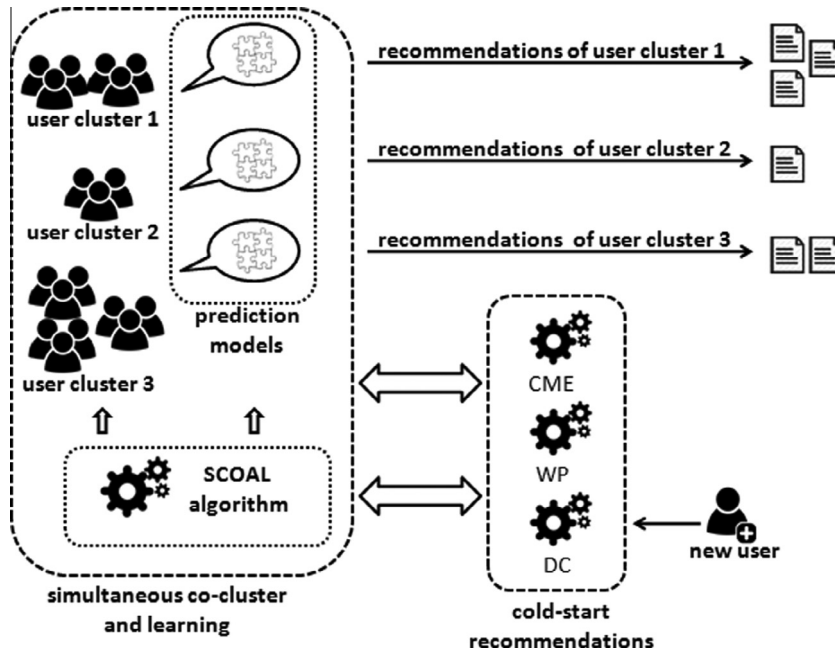 recommendations of user cluster 1
user cluster 1
recommendations of user cluster 2
user cluster 2
recommendations of user cluster 3
prediction
models
user cluster 3
CME
WP
DC
SCOAL
algorithm
new user
simultaneous co-cluster
and learning
cold-start
recommendations